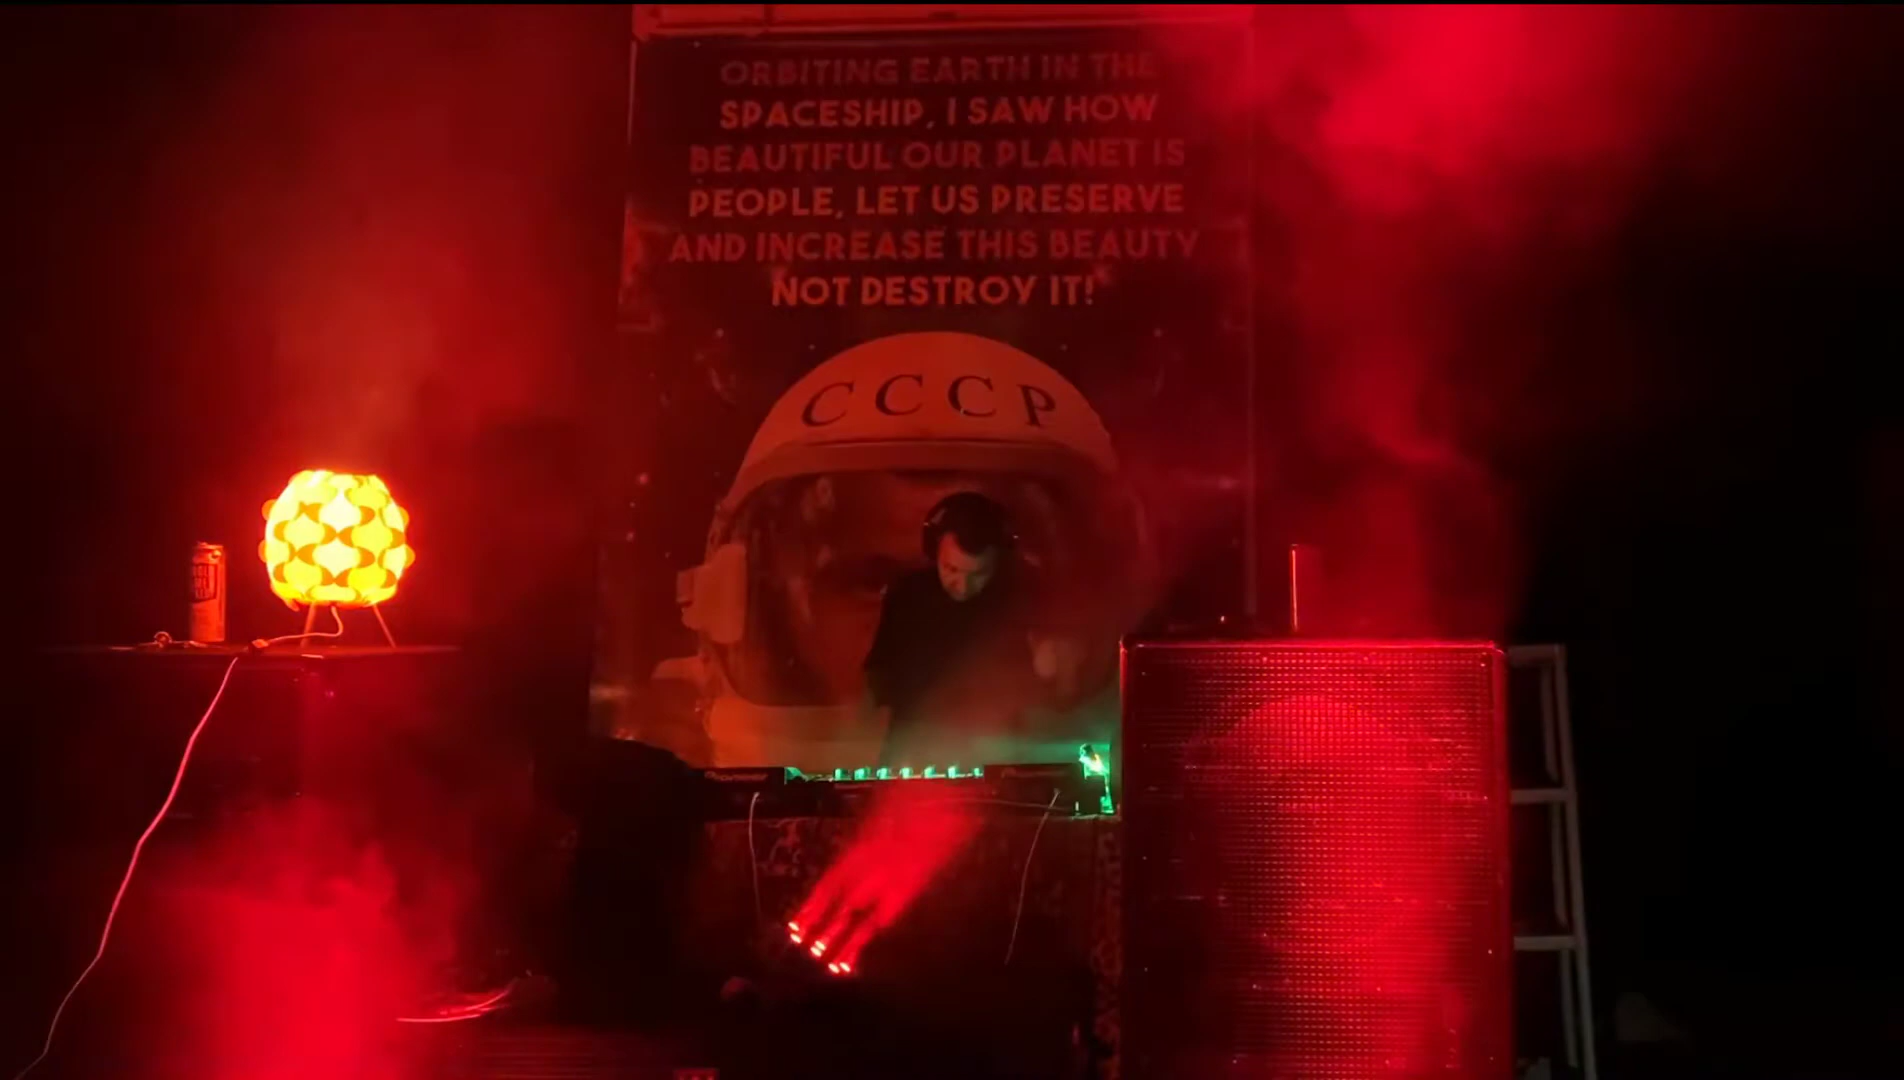 ORBITING EARTH IN THE
SPACESHIP, I SAW HOW
BEAUTIFUL OUR PLANET IS
PEOPLE, LET US PRESERVE
AND INCREASE THIS BEAUTY
NOT DESTROY IT!
СССР